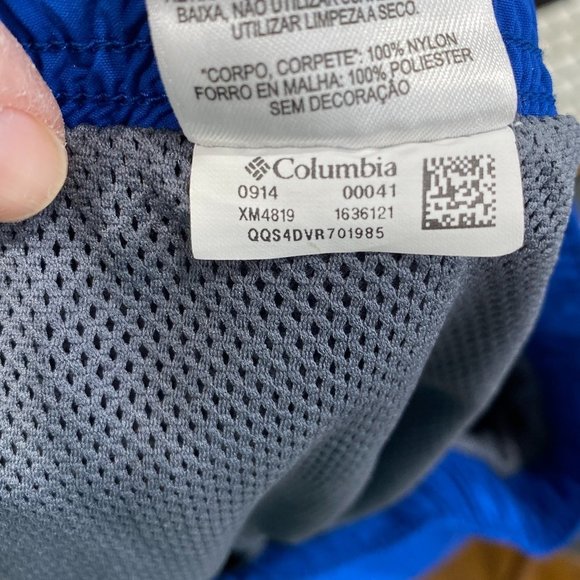 BAIXA, NÃO UTILIZAR
UTILIZAR LIMPEZA A SECO.
*CORPO, CORPETE*: 100% NYLON
FORRO EN MALHA: 100% POLIESTER
SEM DECORAÇÃO
Columbia
0914 00041
XM4819 1636121
QQS4DVR701985